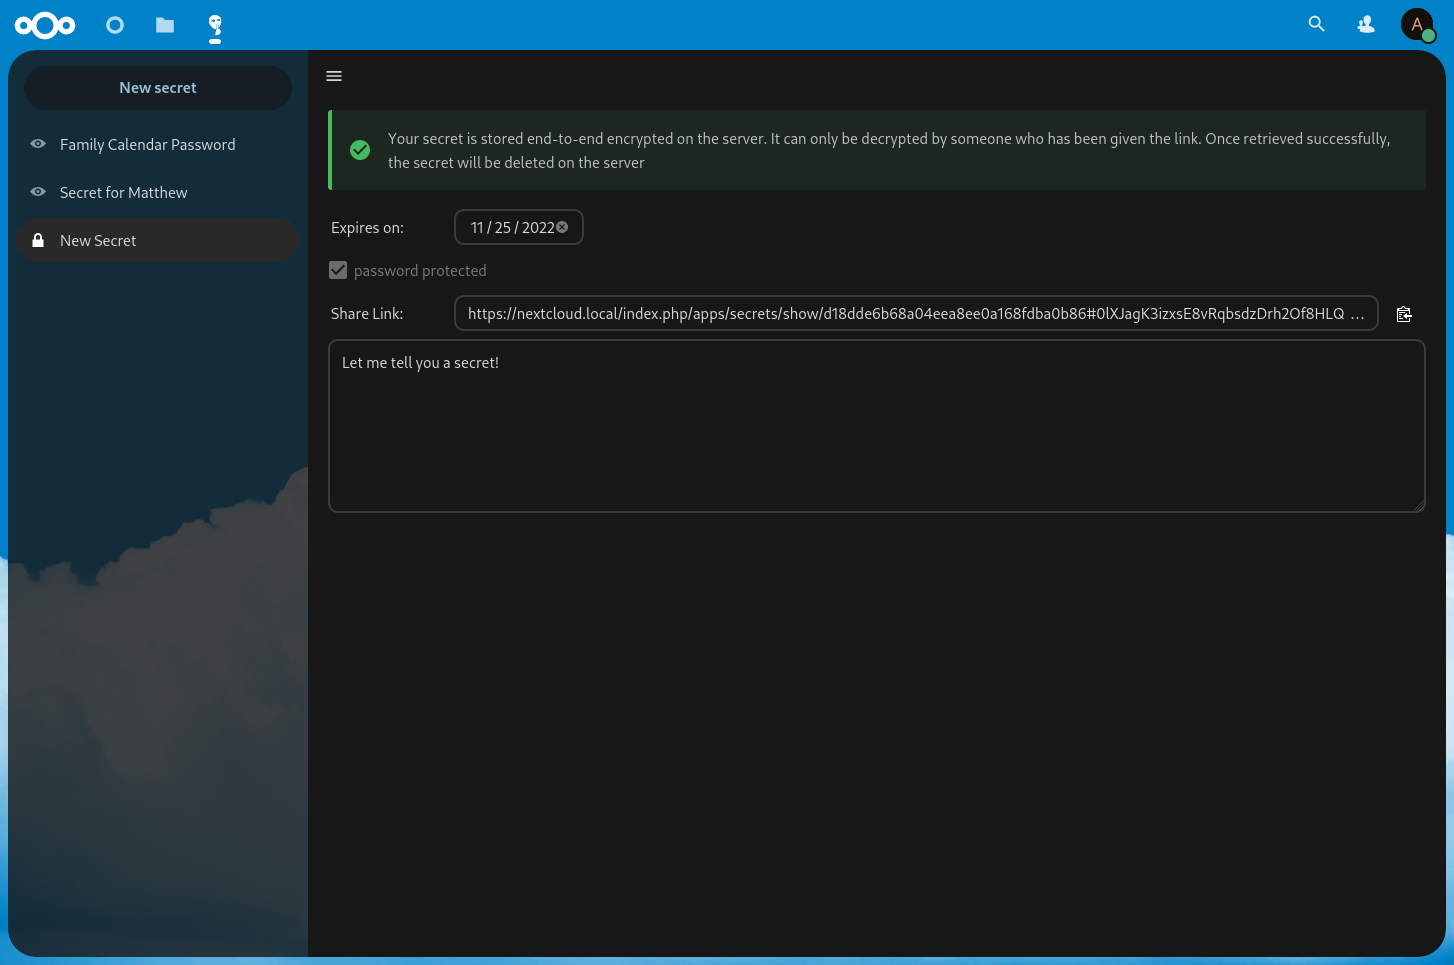 A
New secret
Family Calendar Password
Secret for Matthew
New Secret
Your secret is stored end-to-end encrypted on the server. It can only be decrypted by someone who has been given the link. Once retrieved successfully,
the secret will be deleted on the server
Expires on: 11 / 25 / 2022
password protected
Share Link: https://nextcloud.local/index.php/apps/secrets/show/d18dde6b68a04eea8ee0a168fdba0b86#0lXJagK3izxsE8vRqbsdzDrh2Of8HLQ ...
Let me tell you a secret!